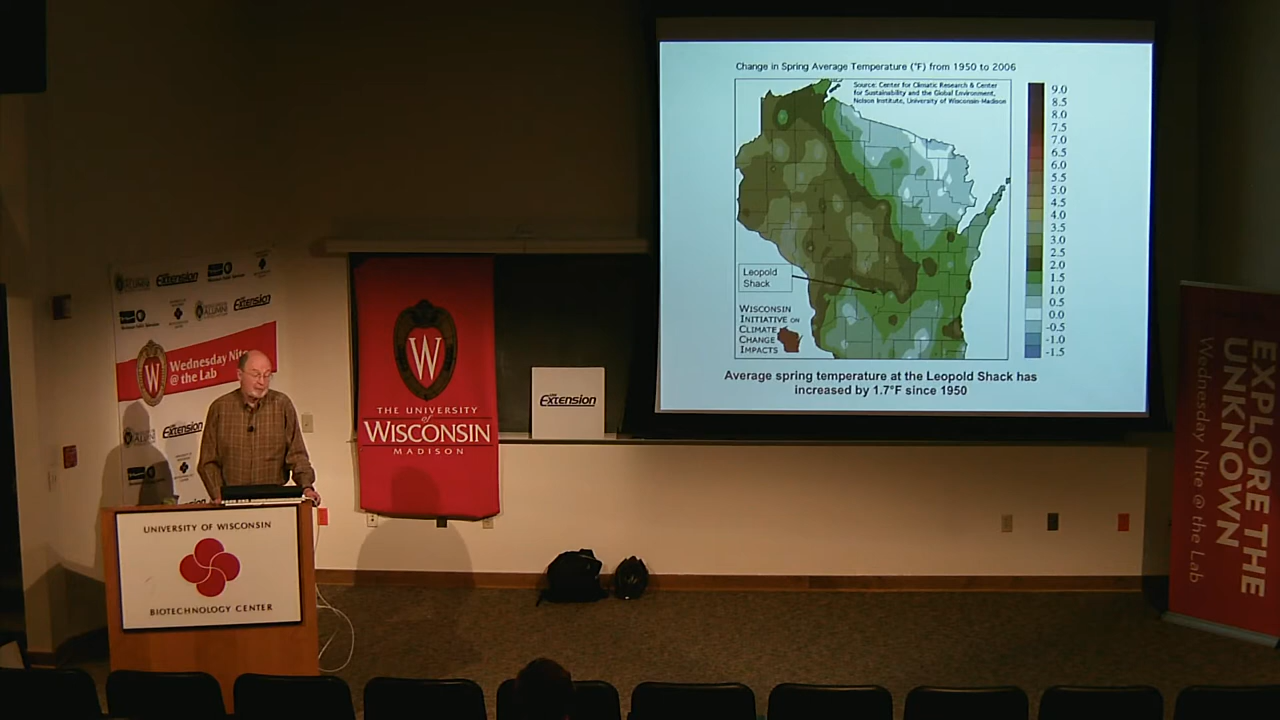 Change in Spring Average Temperature (°F) from 1950 to 2006
Source: Center for Climatic Research & Center
for Sustainability and the Global Environment,
Nelson Institute, University of Wisconsin-Madison
9.0
8.5
8.0
7.5
7.0
6.5
6.0
5.5
5.0
4.5
4.0
3.5
3.0
2.5
2.0
1.5
1.0
0.5
0.0
-0.5
-1.0
-1.5
Leopold
Shack
WISCONSIN
INITIATIVE ON
CLIMATE
CHANGE
IMPACTS
Average spring temperature at the Leopold Shack has
increased by 1.7°F since 1950
Extension
Extension
Wednesday Nite
@ the Lab
W
Extension
W
THE UNIVERSITY
of
WISCONSIN
MADISON
Extension
UNIVERSITY OF WISCONSIN
BIOTECHNOLOGY CENTER
EXPLORE THE
UNKNOWN
Wednesday Nite @ the Lab